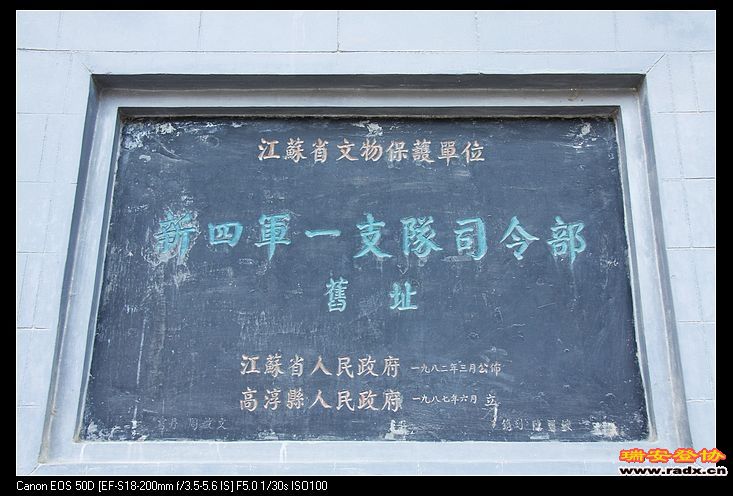 江蘇省文物保護單位
新四軍一支隊司令部
舊址
江蘇省人民政府 一九八二年三月公佈
高淳縣人民政府 一九八七年六月 立
瑞安登协
www.radx.cn
Canon EOS 50D [EF-S18-200mm f/3.5-5.6 IS] F5.0 1/30s ISO100